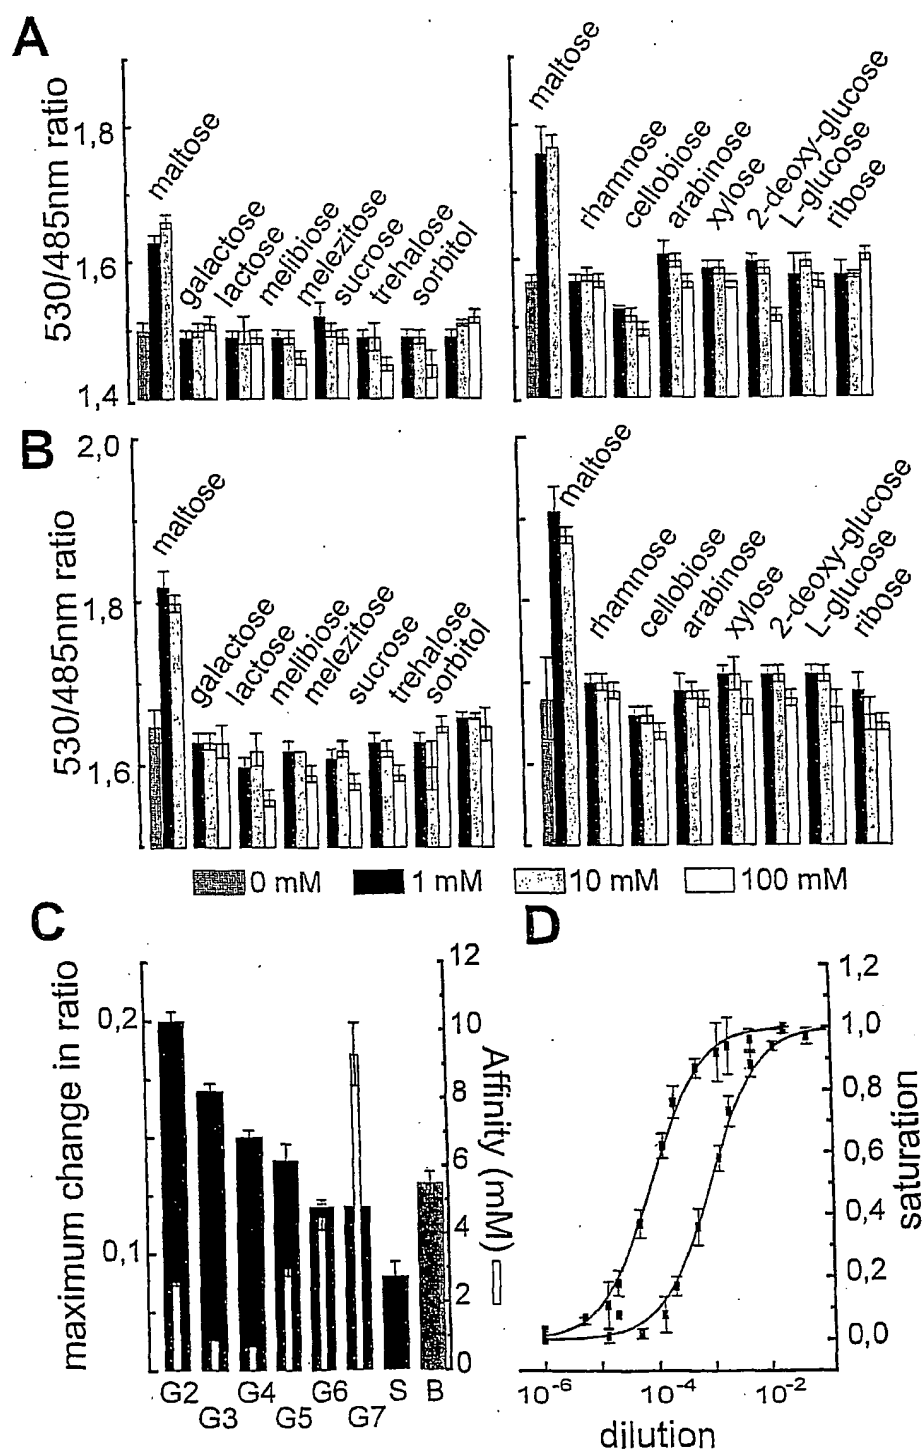 A
530/485nm ratio
1,8
1,6
1,4
maltose
galactose
lactose
melibiose
melezitose
sucrose
trehalose
sorbitol
maltose
rhamnose
cellobiose
arabinose
xylose
2-deoxy-glucose
L-glucose
ribose
B
530/485nm ratio
2,0
1,8
1,6
maltose
galactose
lactose
melibiose
melezitose
sucrose
trehalose
sorbitol
maltose
rhamnose
cellobiose
arabinose
xylose
2-deoxy-glucose
L-glucose
ribose
0 mM 1 mM 10 mM 100 mM
C
maximum change in ratio
0,2
0,1
12
10
8
6
4
2
0
Affinity (mM)
G2 G3 G4 G5 G6 G7 S B
D
1,2
1,0
0,8
0,6
0,4
0,2
0,0
saturation
10-6 10-4 10-2
dilution